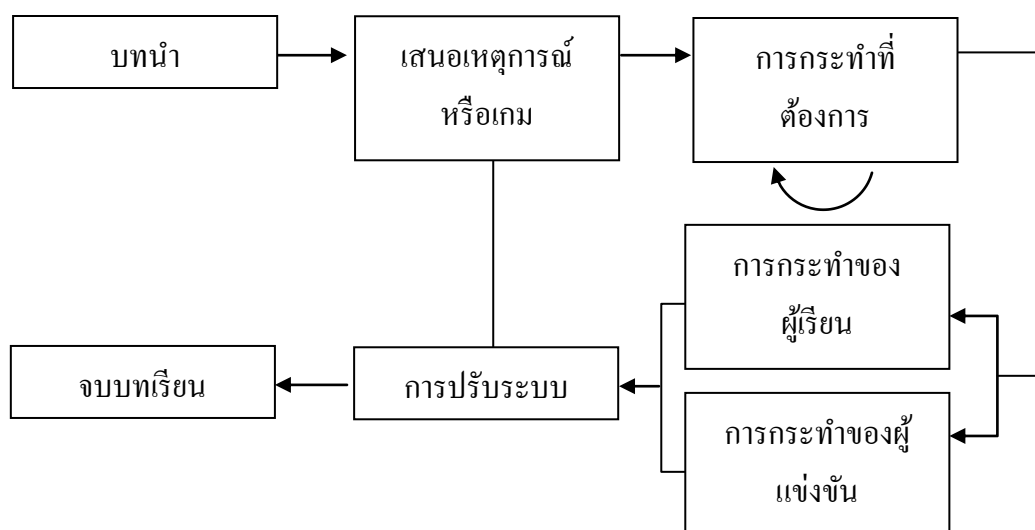 บทนำ
เสนอเหตุการณ์
หรือเกม
การกระทำที่
ต้องการ
การกระทำของ
ผู้เรียน
จบบทเรียน
การปรับระบบ
การกระทำของผู้
แข่งขัน